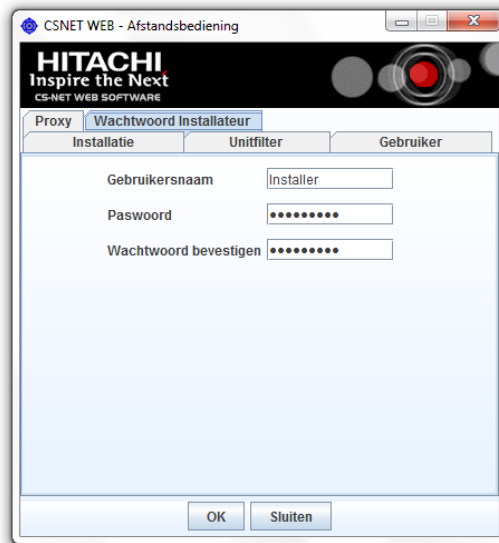 CSNET WEB - Afstandsbediening
HITACHI
Inspire the Next
CS-NET WEB SOFTWARE
Proxy Wachtwoord Installateur
Installatie Unitfilter Gebruiker
Gebruikersnaam Installer
Paswoord •••••••••
Wachtwoord bevestigen •••••••••
OK Sluiten